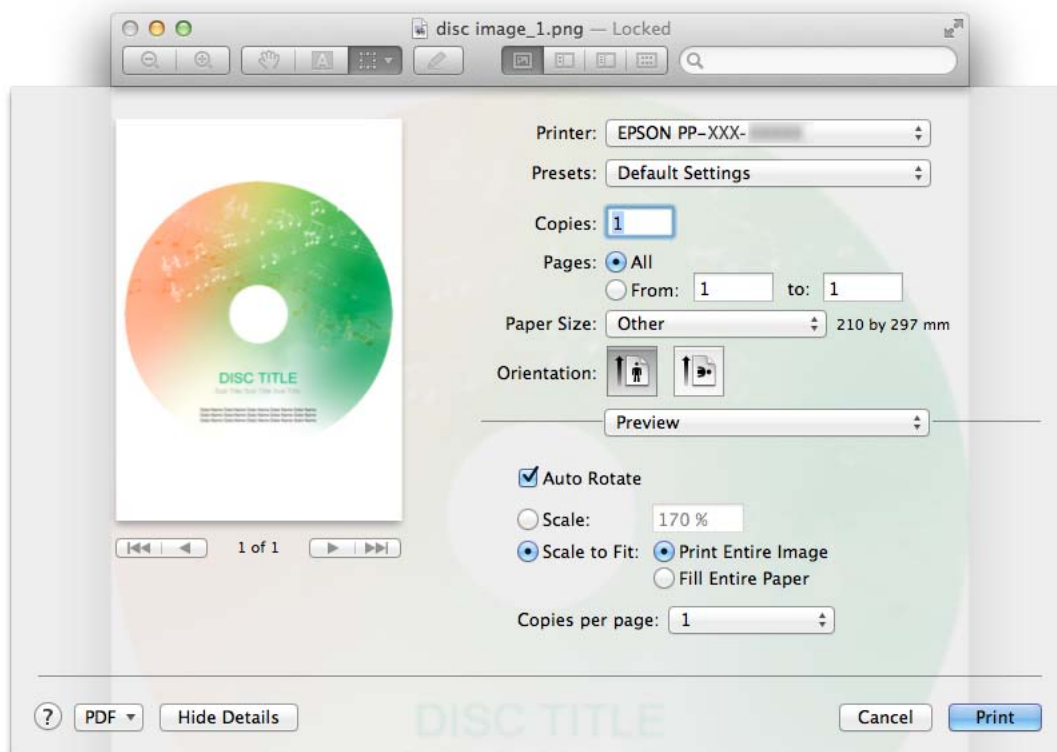 disc image_1.png — Locked
Printer: EPSON PP-XXX-
Presets: Default Settings
Copies: 1
Pages: All
From: 1 to: 1
Paper Size: Other 210 by 297 mm
Orientation:
Preview
Auto Rotate
Scale: 170 %
Scale to Fit: Print Entire Image
Fill Entire Paper
Copies per page: 1
DISC TITLE
1 of 1
? PDF Hide Details Cancel Print
DISC TITLE